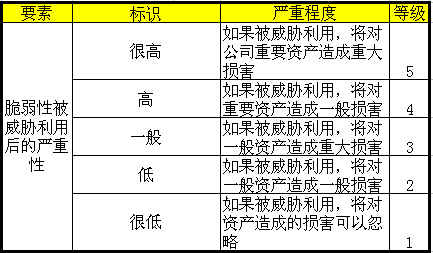 要素 标识 严重程度 等级
脆弱性被
威胁利用
后的严重
性
很高
如果被威胁利用，将对
公司重要资产造成重大
损害
5
高
如果被威胁利用，将对
重要资产造成一般损害
4
一般
如果被威胁利用，将对
一般资产造成重大损害
3
低
如果被威胁利用，将对
一般资产造成一般损害
2
很低
如果被威胁利用，将对
资产造成的损害可以忽
略
1